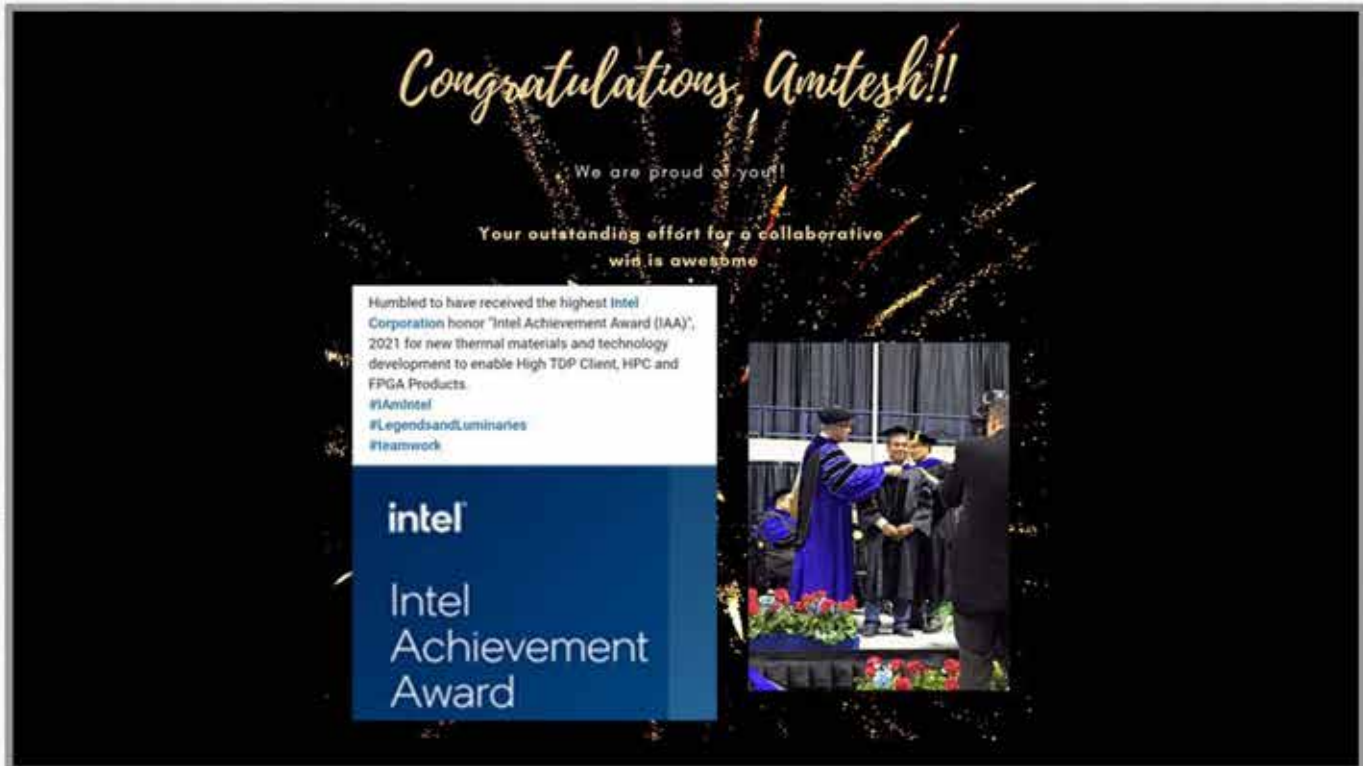 Congratulations, Amitesh!!
We are proud of you!!
Your outstanding effort for a collaborative
win is awesome
Humbled to have received the highest Intel
Corporation honor "Intel Achievement Award (IAA)",
2021 for new thermal materials and technology
development to enable High TDP Client, HPC and
FPGA Products.
#IAmIntel
#LegendsandLuminaries
#teamwork
intel
Intel
Achievement
Award